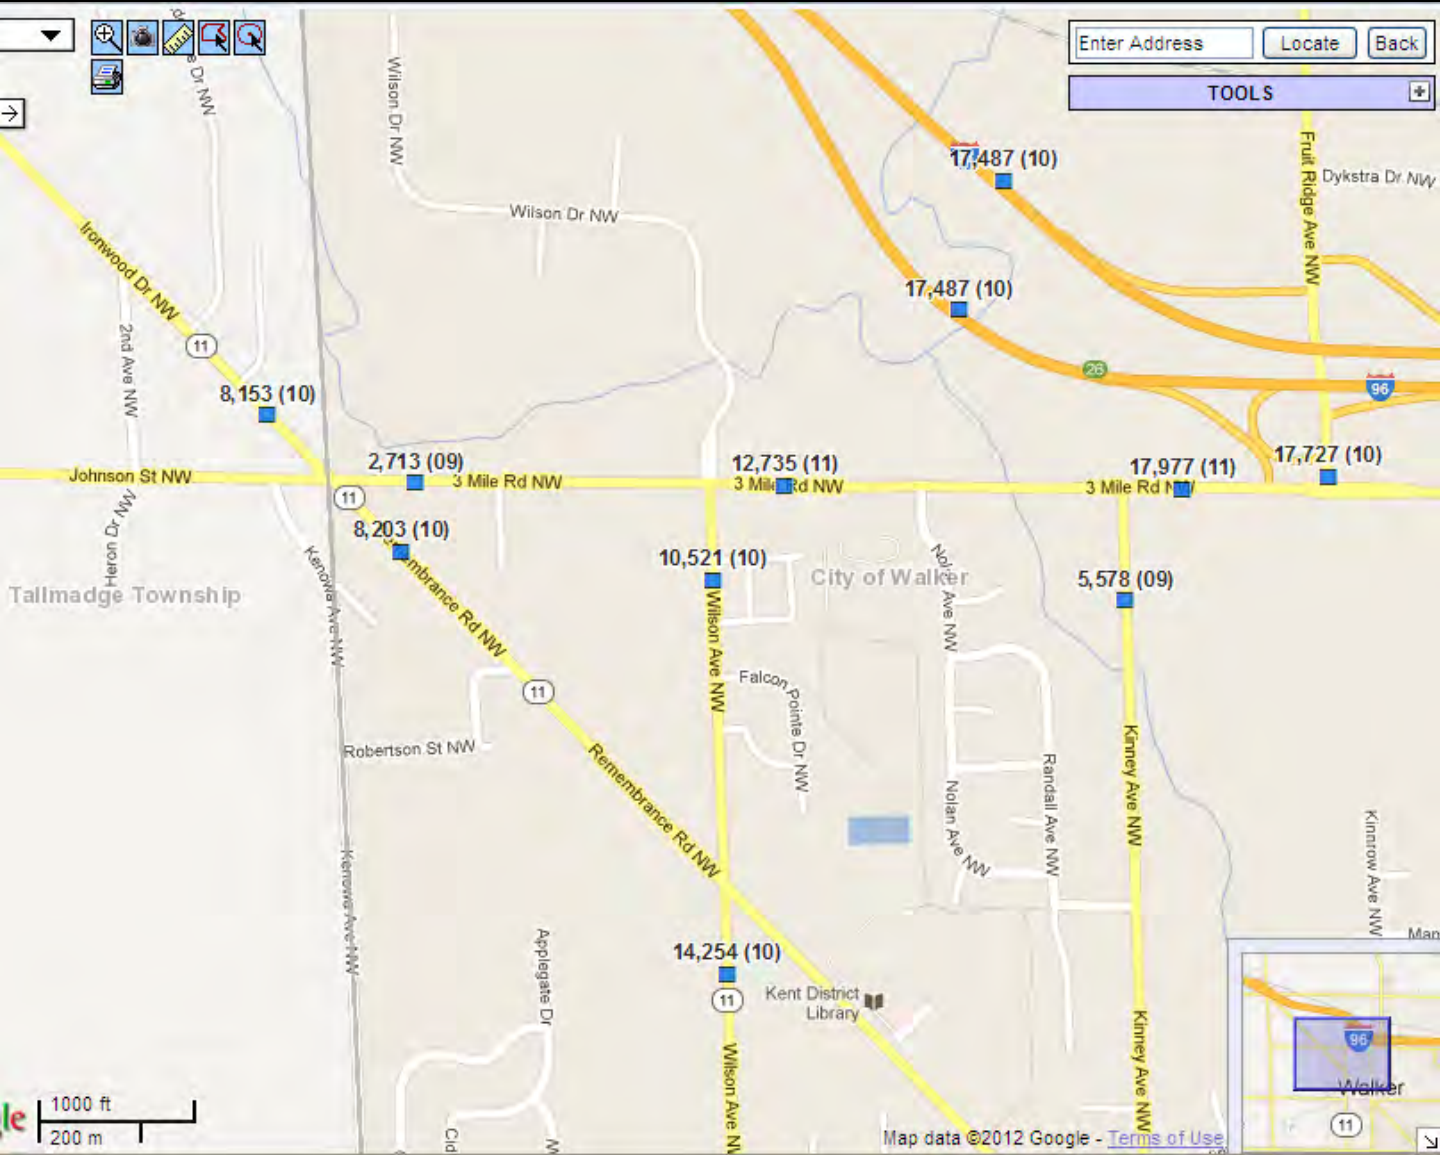 Enter Address
Locate
Back
TOOLS
Wilson Dr NW
17,487 (10)
Fruit Ridge Ave NW
Dykstra Dr NW
Wilson Dr NW
Ironwood Dr NW
17,487 (10)
11
2nd Ave NW
26
96
8,153 (10)
2,713 (09)
12,735 (11)
17,977 (11)
17,727 (10)
Johnson St NW
3 Mile Rd NW
3 Mile Rd NW
3 Mile Rd NW
11
Heron Dr NW
8,203 (10)
10,521 (10)
City of Walker
5,578 (09)
Tallmadge Township
Kenowa Ave NW
Wilson Ave NW
Nolan Ave NW
11
Falcon Pointe Dr NW
Robertson St NW
Remembrance Rd NW
Kinney Ave NW
Randall Ave NW
Nolan Ave NW
Kinnrow Ave NW
Kenowa Ave NW
Applegate Dr
14,254 (10)
11
Kent District
Library
Kinney Ave NW
Wilson Ave N
96
Walker
11
1000 ft
200 m
Map data ©2012 Google - Terms of Use